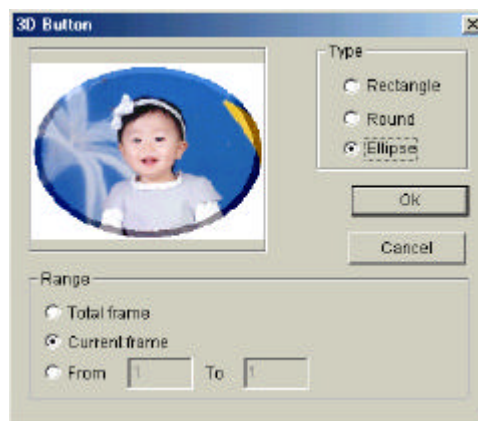 3D Button
Type
Rectangle
Round
Ellipse
Ok
Cancel
Range
Total frame
Current frame
From 1 To 1